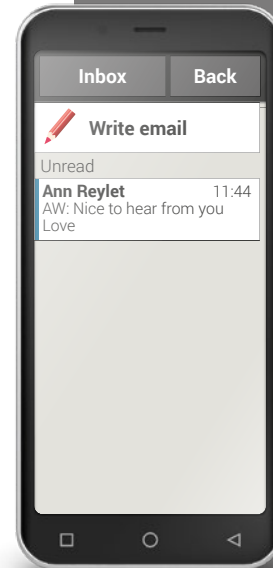 Inbox Back
Write email
Unread
Ann Reylet 11:44
AW: Nice to hear from you
Love